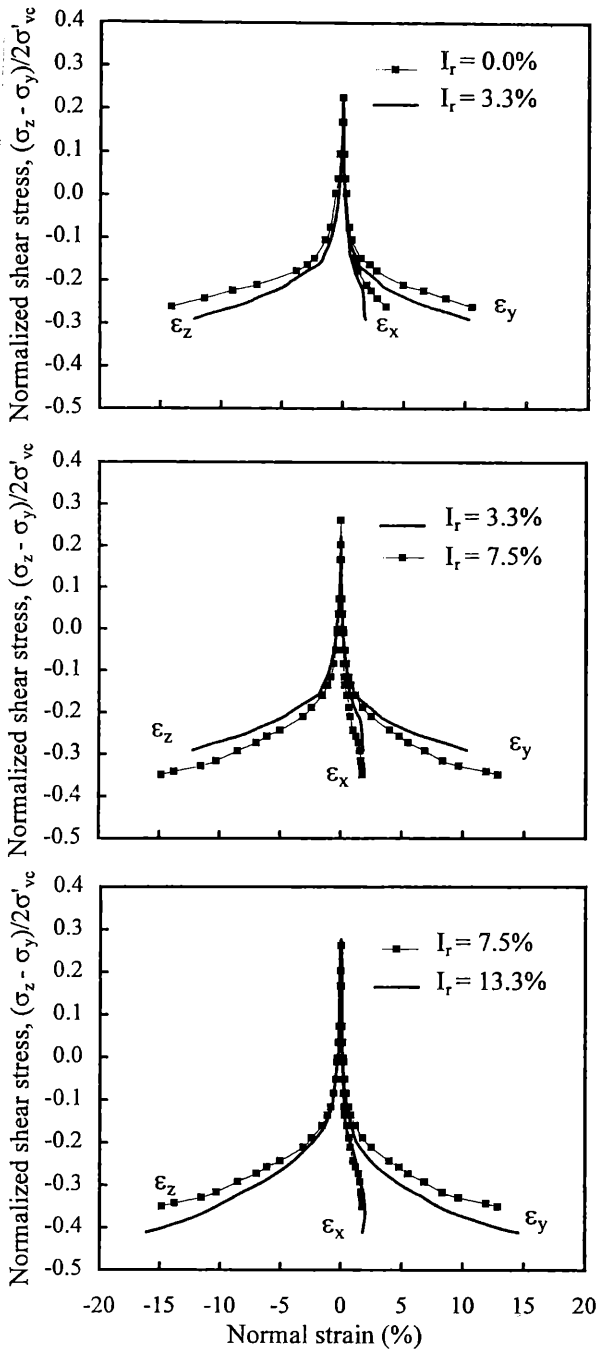 Normalized shear stress, (σz - σy)/2σ'vc
0.4
0.3
0.2
0.1
0.0
-0.1
-0.2
-0.3
-0.4
-0.5
Ir = 0.0%
Ir = 3.3%
εz
εx
εy
Normalized shear stress, (σz - σy)/2σ'vc
0.4
0.3
0.2
0.1
0.0
-0.1
-0.2
-0.3
-0.4
-0.5
Ir = 3.3%
Ir = 7.5%
εz
εx
εy
Normalized shear stress, (σz - σy)/2σ'vc
0.4
0.3
0.2
0.1
0.0
-0.1
-0.2
-0.3
-0.4
-0.5
Ir = 7.5%
Ir = 13.3%
εz
εx
εy
-20 -15 -10 -5 0 5 10 15 20
Normal strain (%)